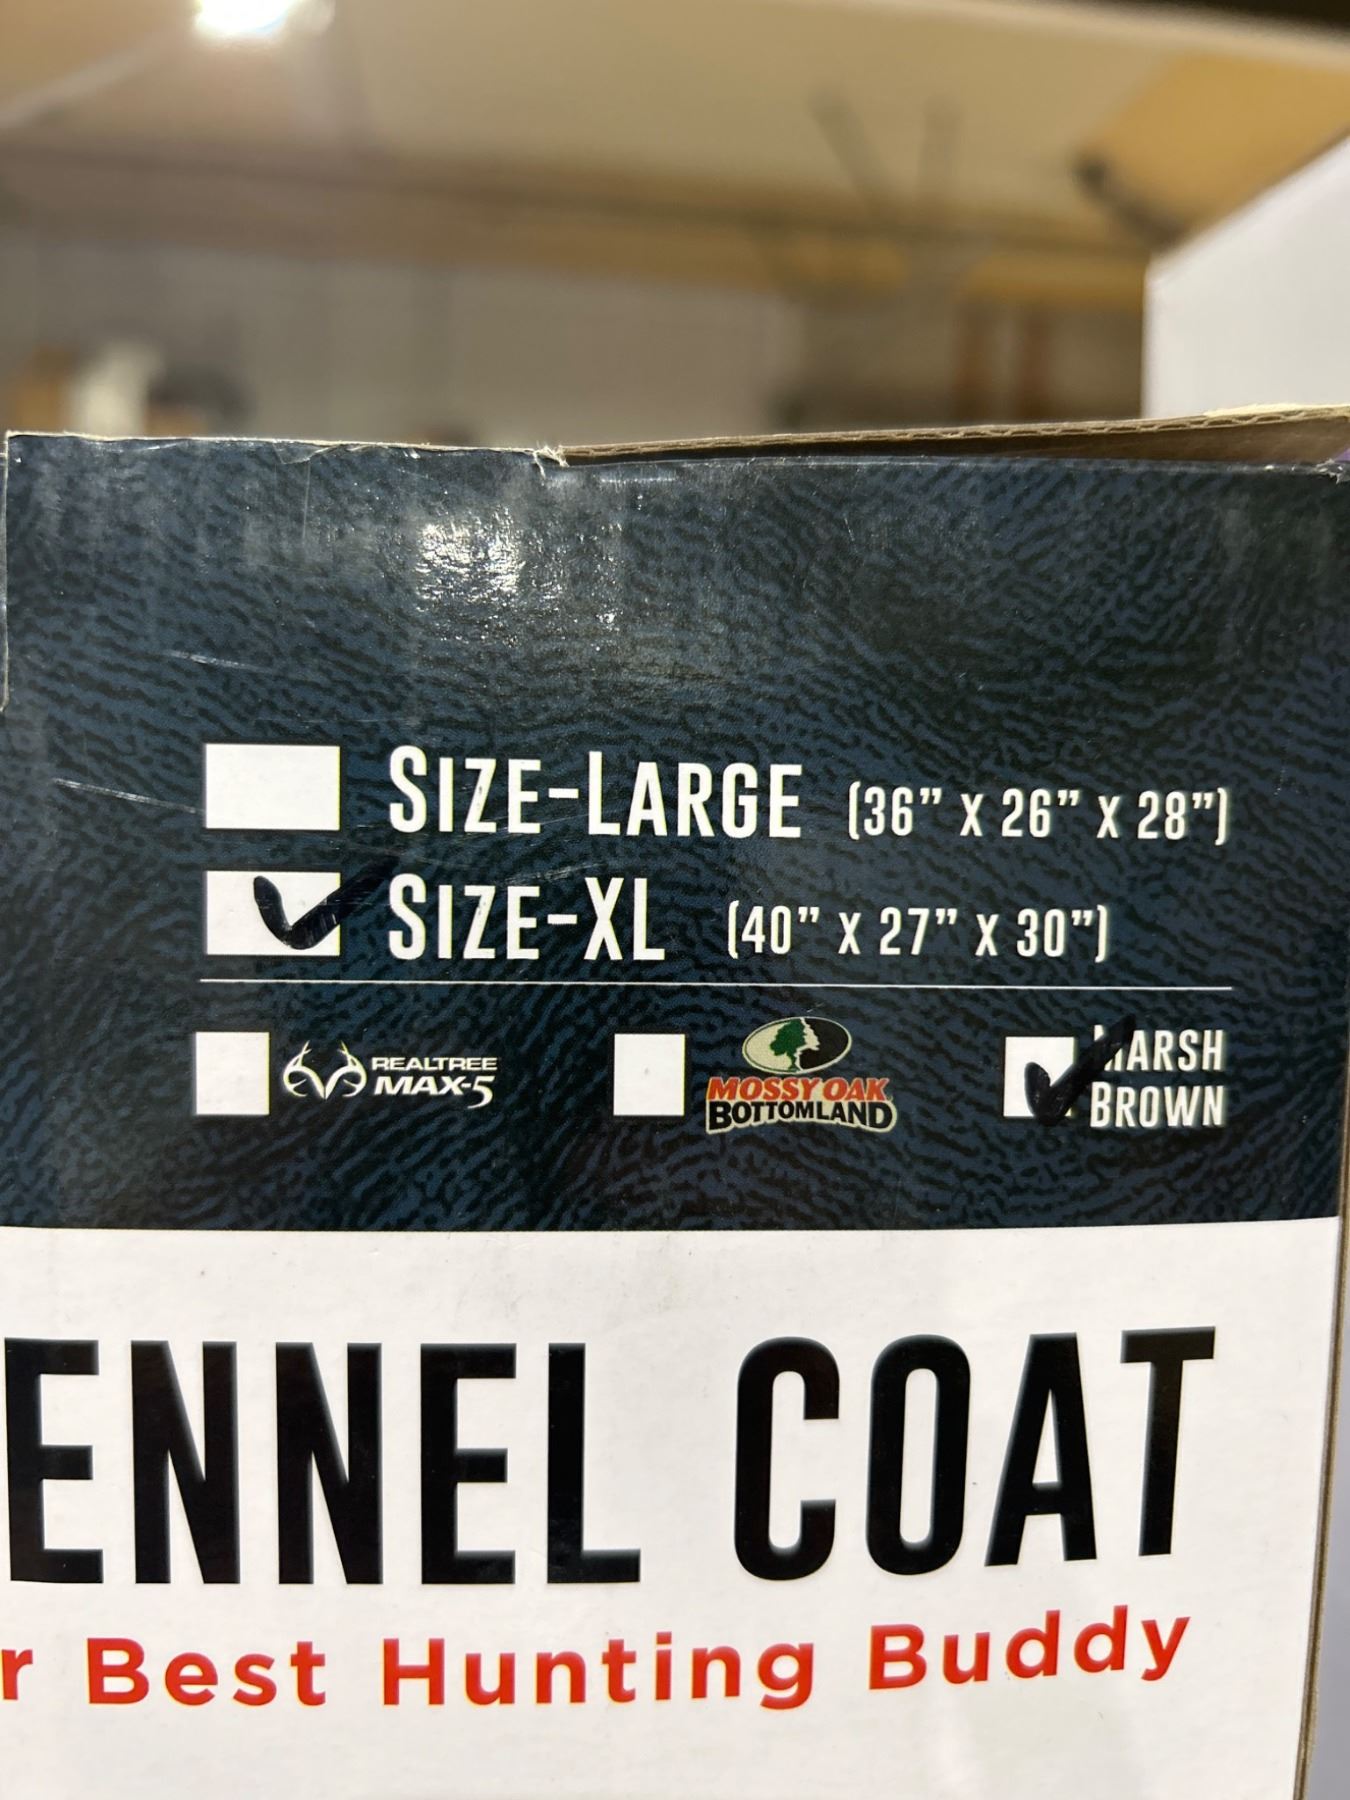 SIZE-LARGE (36” X 26” X 28”)
SIZE-XL (40” X 27” X 30”)
REALTREE
MAX-5
MOSSY OAK
BOTTOMLAND
MARSH
BROWN
ENNEL COAT
r Best Hunting Buddy